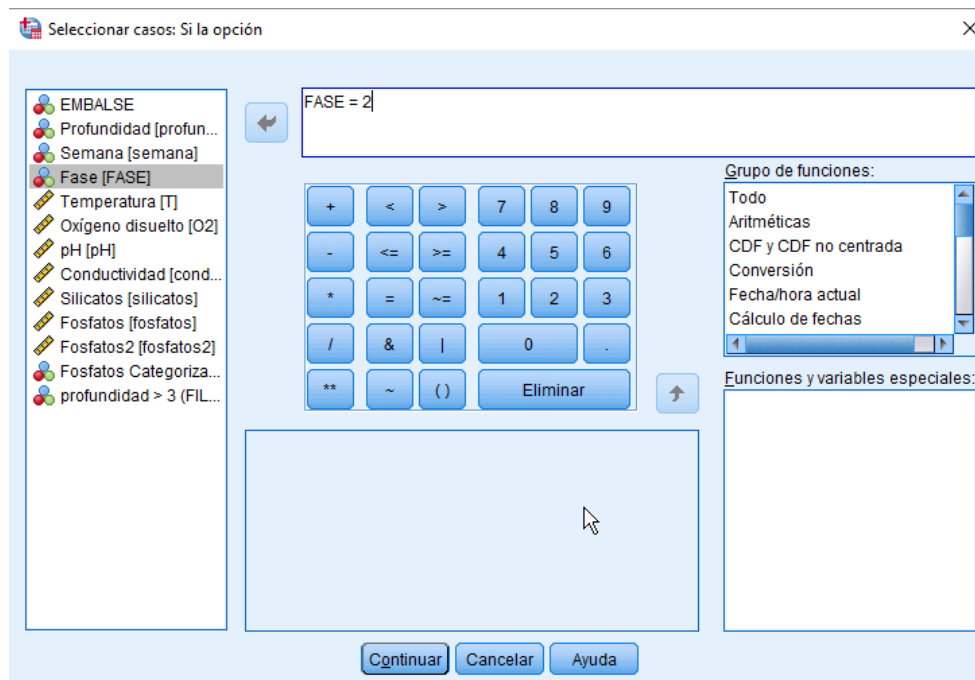 Seleccionar casos: Si la opción
EMBALSE
Profundidad [profun...
Semana [semana]
Fase [FASE]
Temperatura [T]
Oxígeno disuelto [O2]
pH [pH]
Conductividad [cond...
Silicatos [silicatos]
Fosfatos [fosfatos]
Fosfatos2 [fosfatos2]
Fosfatos Categoriza...
profundidad > 3 (FIL...
FASE = 2
+ < > 7 8 9
- <= >= 4 5 6
* = ~= 1 2 3
/ & | 0 .
** ~ ( ) Eliminar
Grupo de funciones:
Todo
Aritméticas
CDF y CDF no centrada
Conversión
Fecha/hora actual
Cálculo de fechas
Funciones y variables especiales:
Continuar Cancelar Ayuda